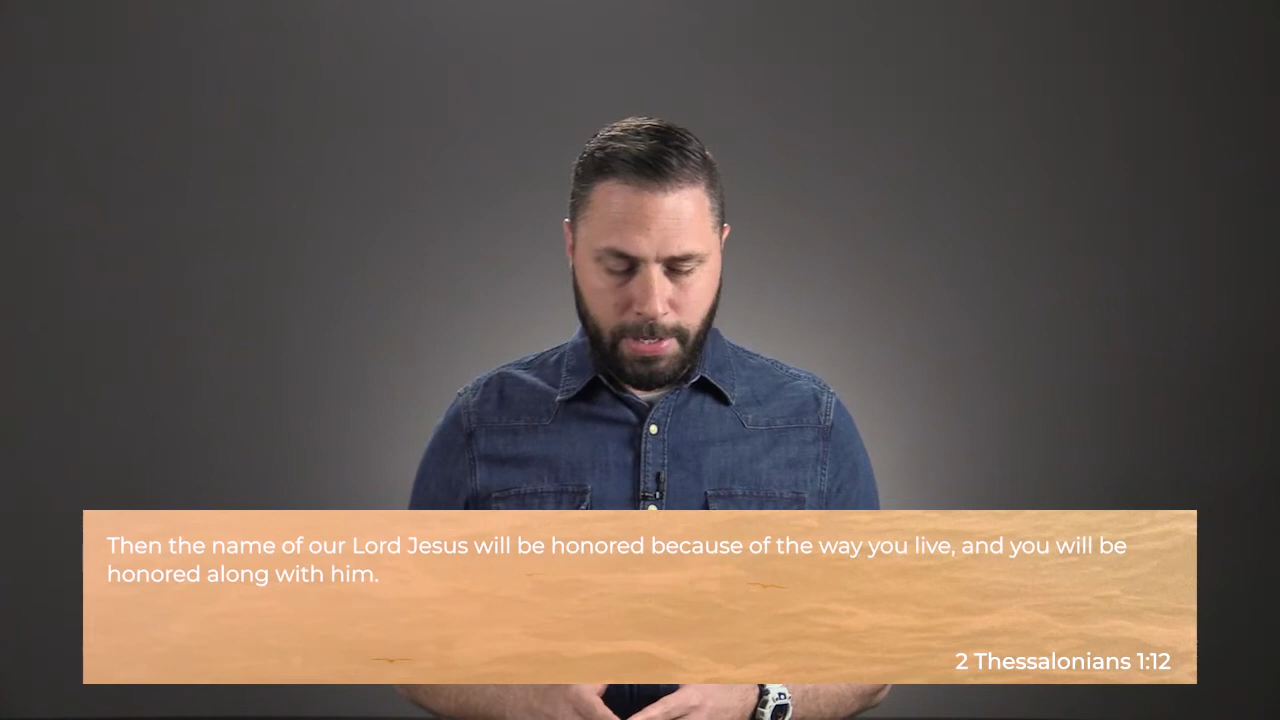 Then the name of our Lord Jesus will be honored because of the way you live, and you will be
honored along with him.
2 Thessalonians 1:12